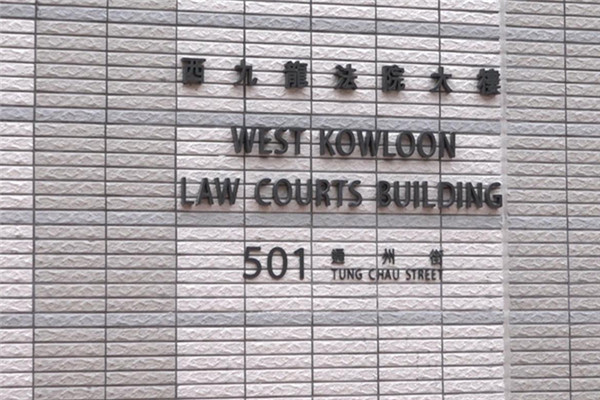 西九龍法院大樓
WEST KOWLOON
LAW COURTS BUILDING
501 通州街
TUNG CHAU STREET